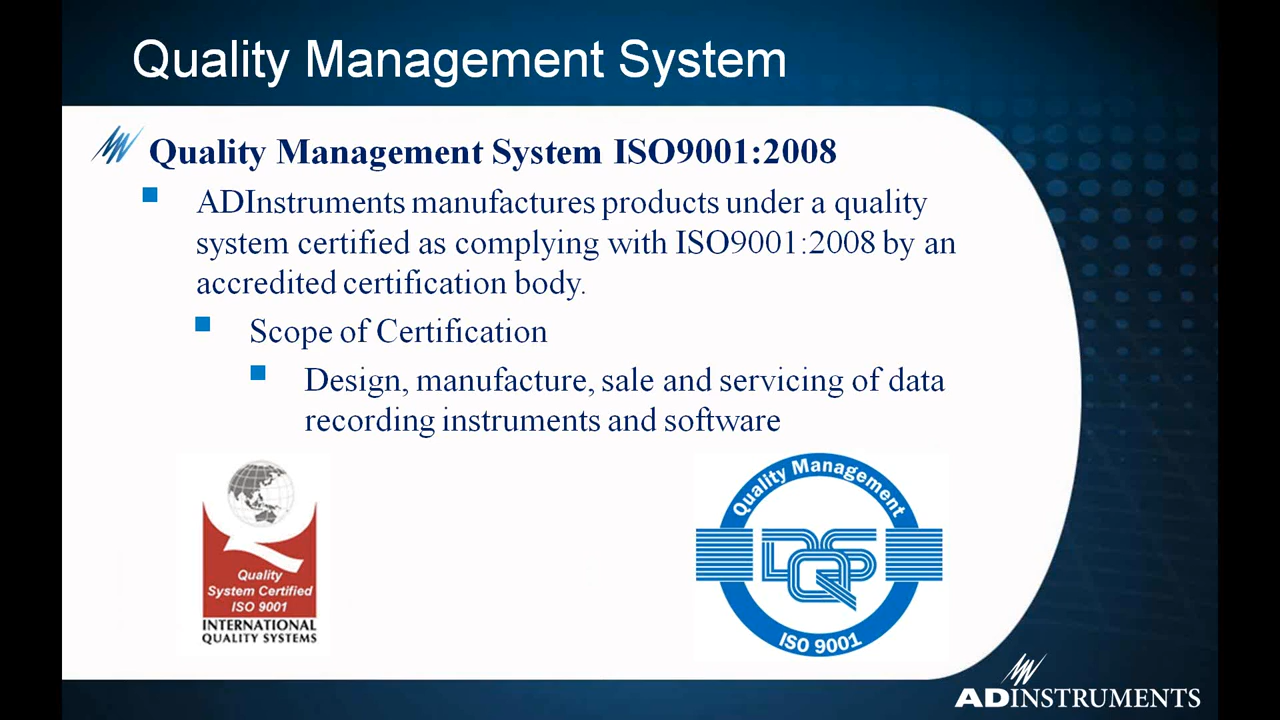 Quality Management System
Quality Management System ISO9001:2008
ADInstruments manufactures products under a quality
system certified as complying with ISO9001:2008 by an
accredited certification body.
Scope of Certification
Design, manufacture, sale and servicing of data
recording instruments and software
Quality
System Certified
ISO 9001
INTERNATIONAL
QUALITY SYSTEMS
Quality Management
DQS
ISO 9001
ADINSTRUMENTS